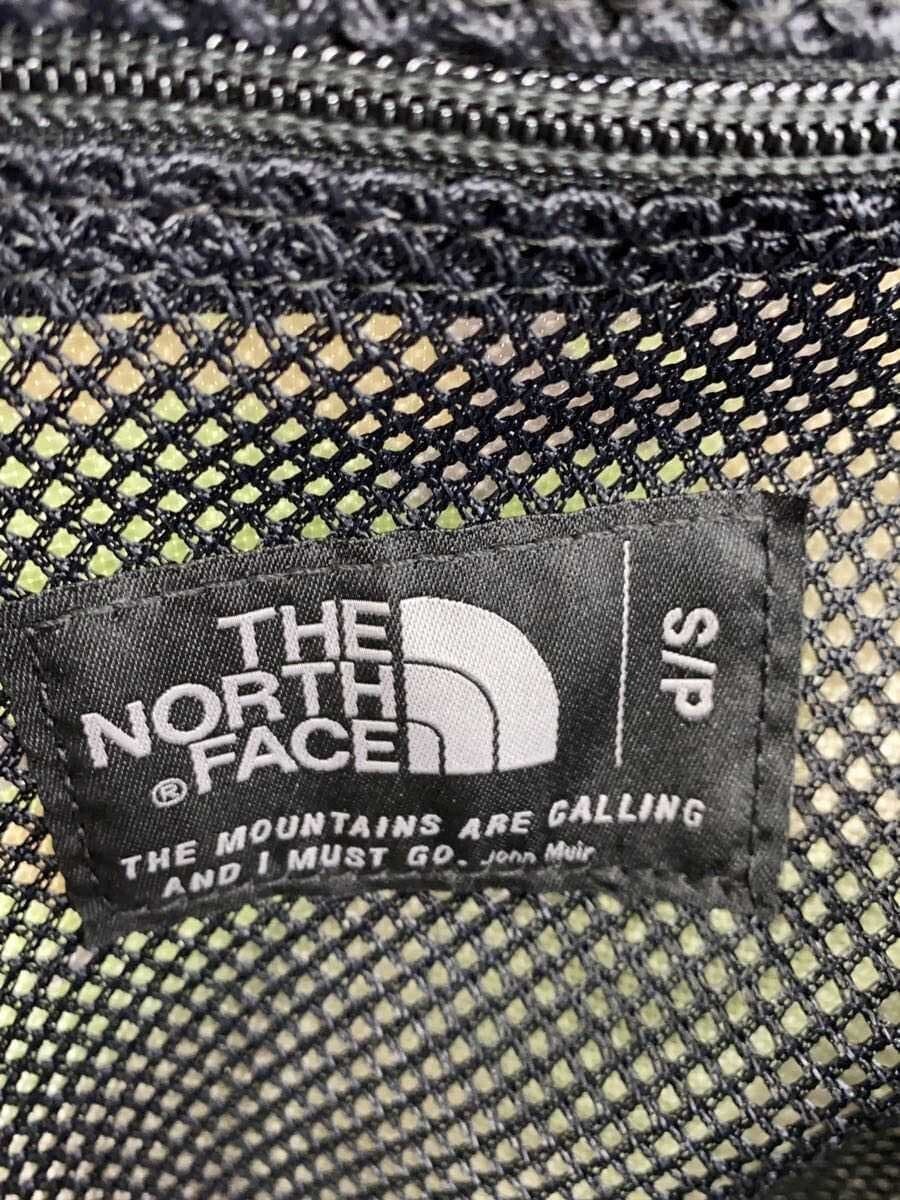 THE
NORTH
® FACE
S/P
THE MOUNTAINS ARE CALLING
AND I MUST GO. John Muir